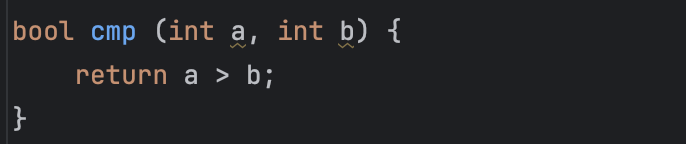 bool cmp (int a, int b) {
    return a > b;
}